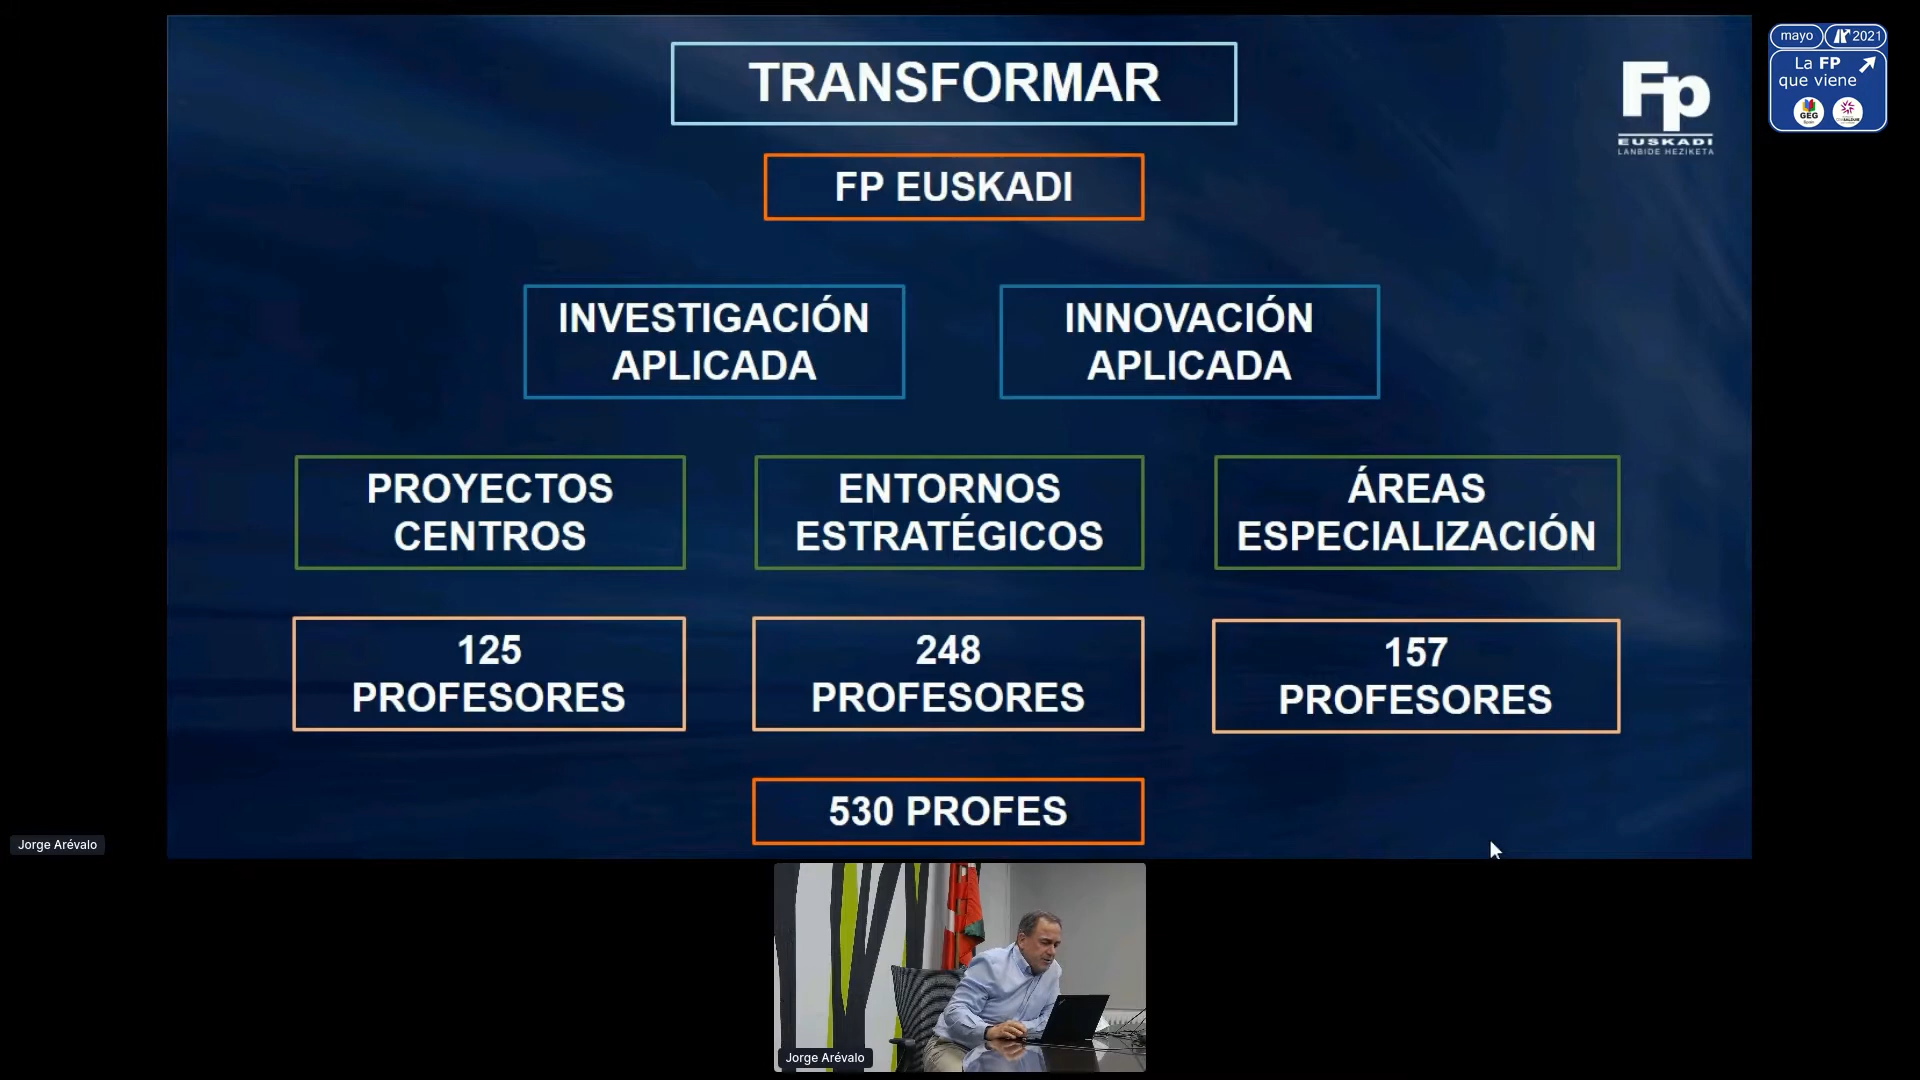 TRANSFORMAR
FP EUSKADI
INVESTIGACIÓN
APLICADA
INNOVACIÓN
APLICADA
PROYECTOS
CENTROS
ENTORNOS
ESTRATÉGICOS
ÁREAS
ESPECIALIZACIÓN
125
PROFESORES
248
PROFESORES
157
PROFESORES
530 PROFES
Fp
EUSKADI
LANBIDE HEZIKETA
mayo
2021
La FP
que viene
GEG
Jorge Arévalo
Jorge Arévalo